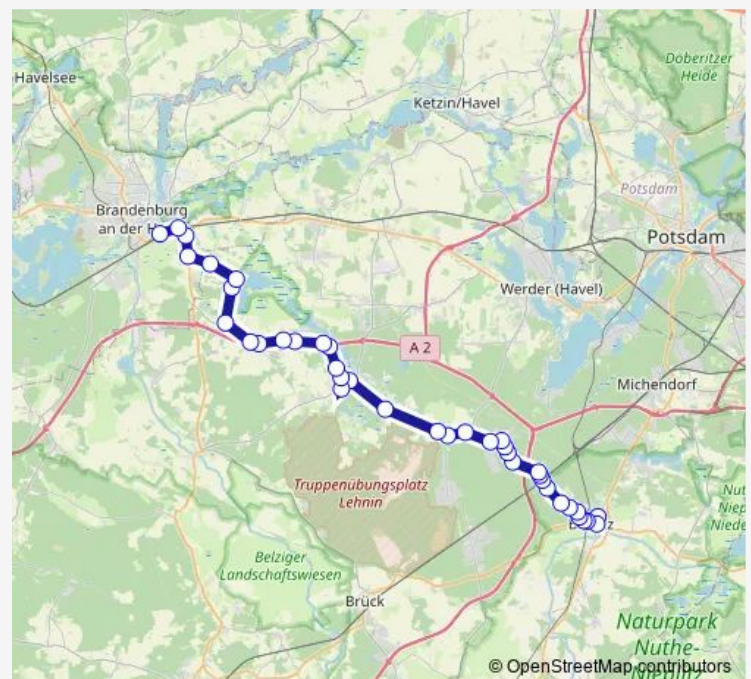 Havelsee
Döberitzer
Heide
Ketzin/Havel
Potsdam
Brandenburg
an der H
Potsdam
Werder (Havel)
A 2
Michendorf
Truppenübungsplatz
Lehnin
Belziger
Landschaftswiesen
Brück
Naturpark
Nuthe-
© OpenStreetMap contributors